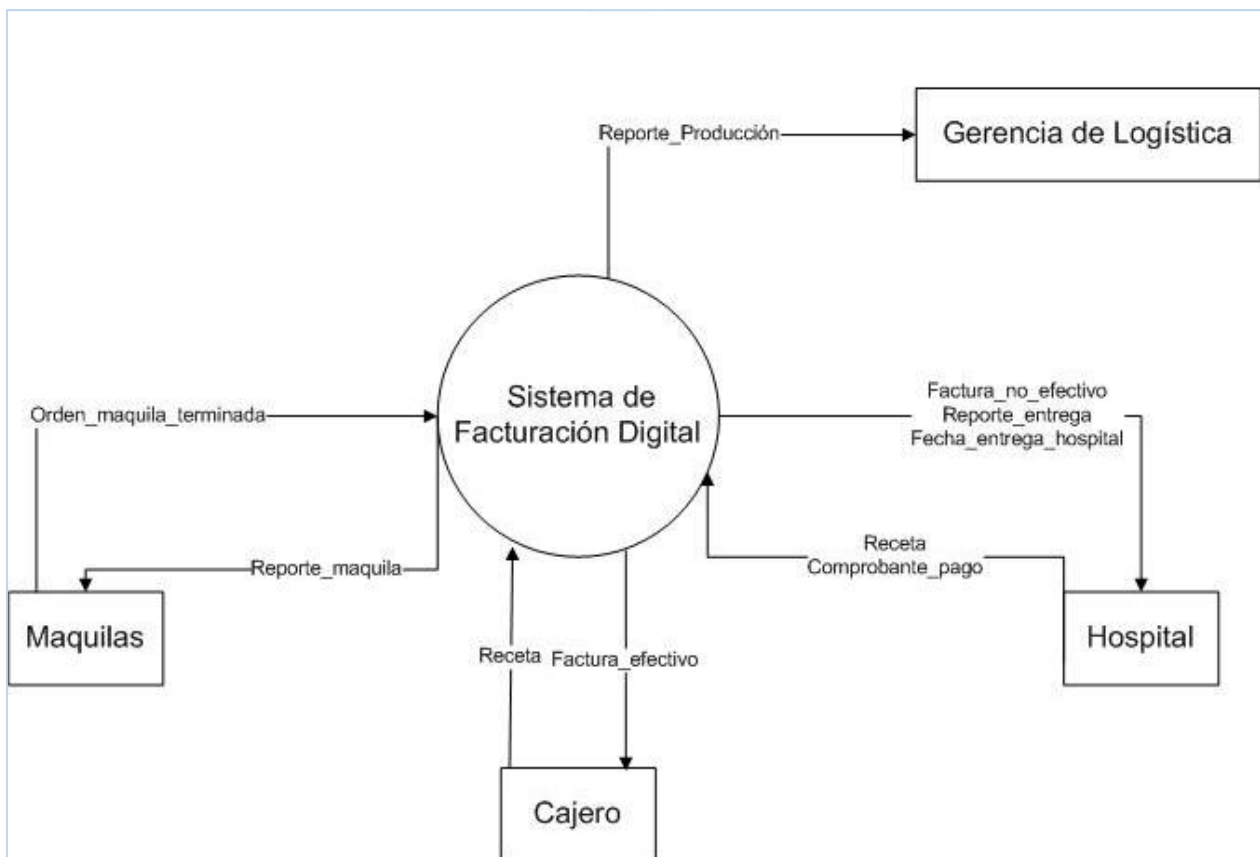 Reporte_Producción
Gerencia de Logística
Sistema de
Facturación Digital
Orden_maquila_terminada
Factura_no_efectivo
Reporte_entrega
Fecha_entrega_hospital
Reporte_maquila
Receta
Comprobante_pago
Maquilas
Hospital
Receta
Factura_efectivo
Cajero